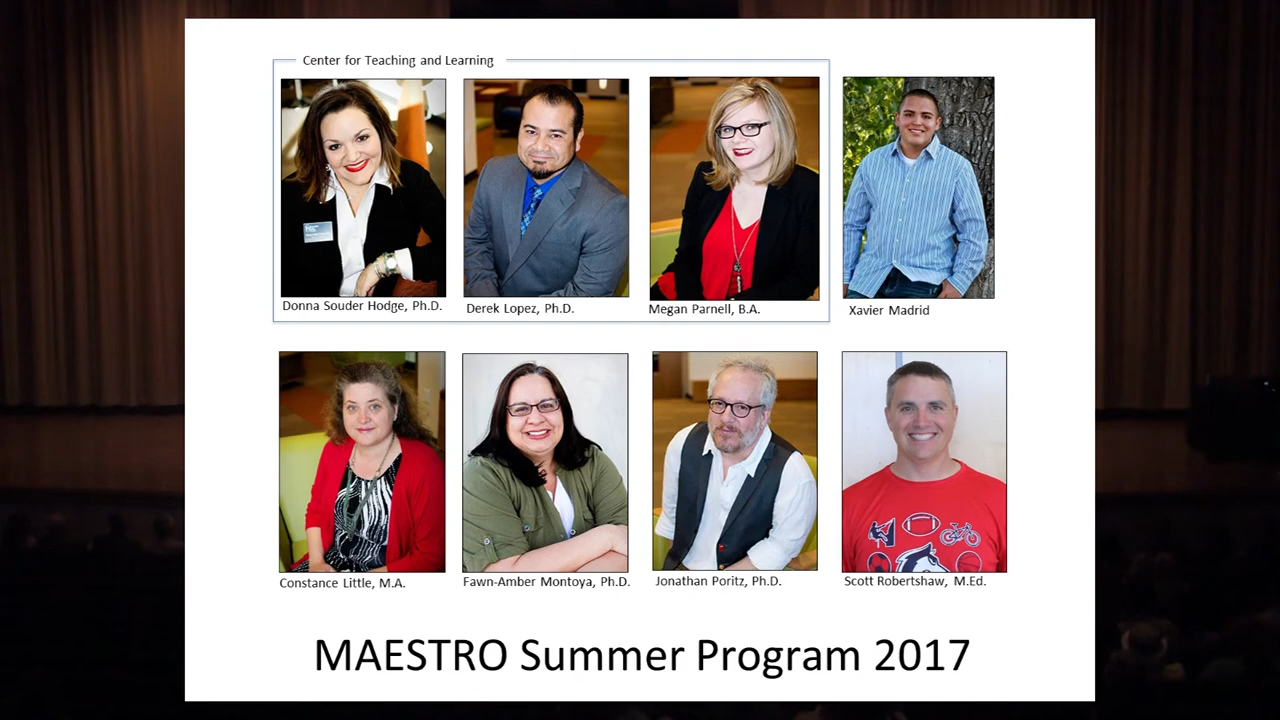 Center for Teaching and Learning
Donna Souder Hodge, Ph.D.
Derek Lopez, Ph.D.
Megan Parnell, B.A.
Xavier Madrid
Constance Little, M.A.
Fawn-Amber Montoya, Ph.D.
Jonathan Poritz, Ph.D.
Scott Robertshaw, M.Ed.
MAESTRO Summer Program 2017